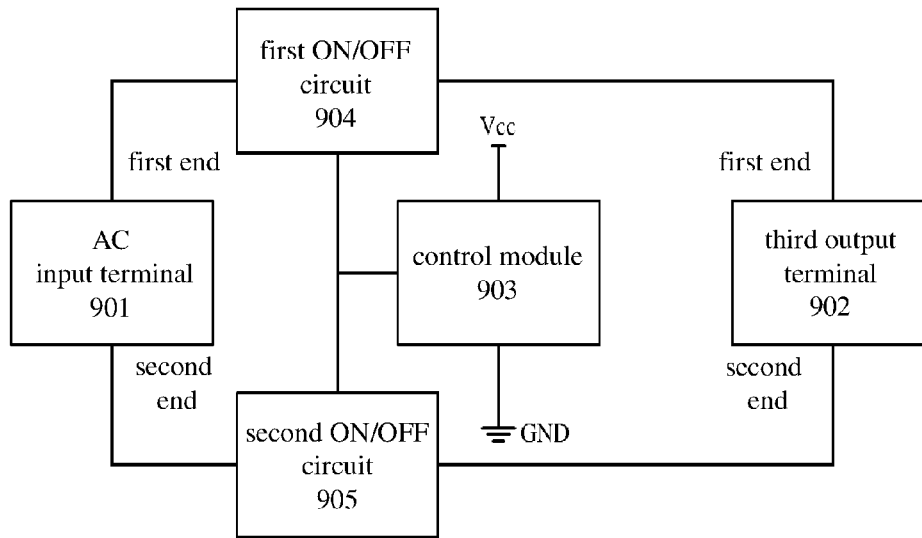 first ON/OFF
circuit
904
Vcc
first end
first end
AC
input terminal
901
control module
903
third output
terminal
902
second
end
second
end
second ON/OFF
circuit
905
GND